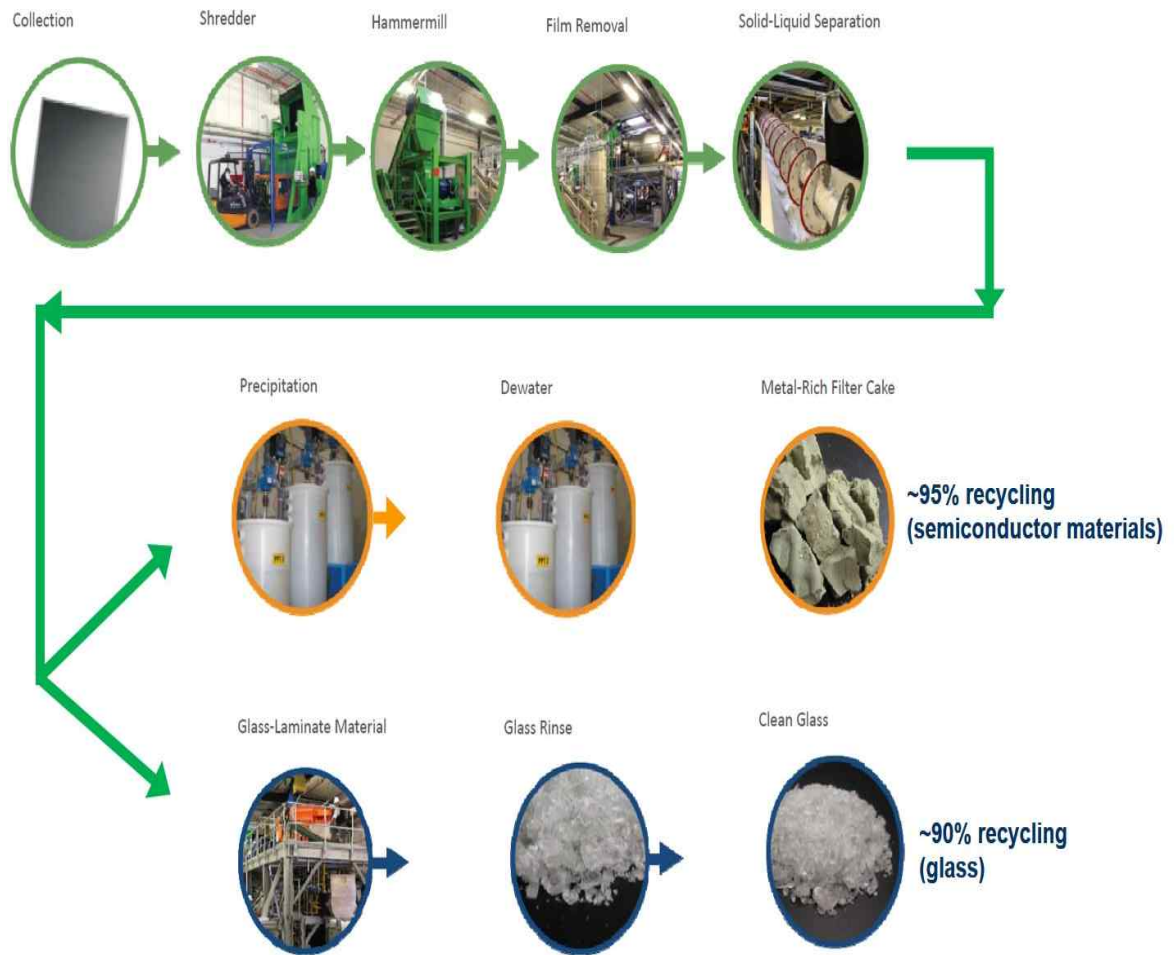 Collection
Shredder
Hammermill
Film Removal
Solid-Liquid Separation
Precipitation
Dewater
Metal-Rich Filter Cake
~95% recycling
(semiconductor materials)
Glass-Laminate Material
Glass Rinse
Clean Glass
~90% recycling
(glass)